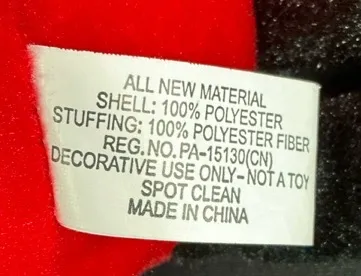 ALL NEW MATERIAL
SHELL: 100% POLYESTER
STUFFING: 100% POLYESTER FIBER
REG.NO.PA-15130(CN)
DECORATIVE USE ONLY-NOT A TOY
SPOT CLEAN
MADE IN CHINA